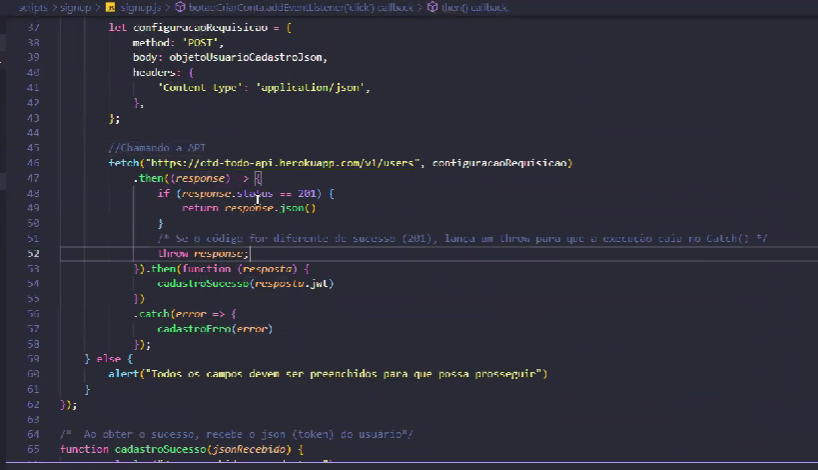 scripts > signup > signup.js > botaoCriarConta.addEventListener('click') callback > then() callback
37 let configuracaoRequisicao = {
38 method: 'POST',
39 body: objetoUsuarioCadastroJson,
40 headers: {
41 'Content type': 'application/json',
42 },
43 };
44
45 //Chamando a API
46 fetch("https://ctd-todo-api.herokuapp.com/v1/users", configuracaoRequisicao)
47 .then((response) => {
48 if (response.status == 201) {
49 return response.json()
50 }
51 /* Se o código for diferente de sucesso (201), lança um throw para que a execução caia no Catch() */
52 throw response;
53 }).then(function (resposta) {
54 cadastroSucesso(resposta.jwt)
55 })
56 .catch(error => {
57 cadastroErro(error)
58 });
59 } else {
60 alert("Todos os campos devem ser preenchidos para que possa prosseguir")
61 }
62 });
63
64 /* Ao obter o sucesso, recebe o json (token) do usuário*/
65 function cadastroSucesso(jsonRecebido) {